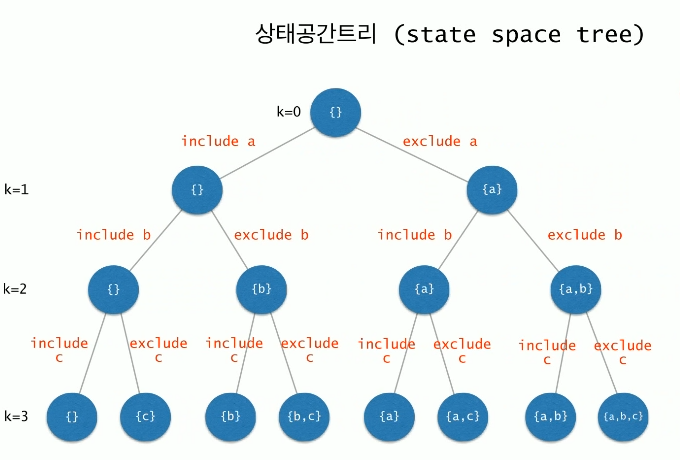 상태공간트리 (state space tree)
k=0
{}
include a
exclude a
k=1
{}
{a}
include b
exclude b
include b
exclude b
k=2
{}
{b}
{a}
{a,b}
include
c
exclude
c
include
c
exclude
c
include
c
exclude
c
include
c
exclude
c
k=3
{}
{c}
{b}
{b,c}
{a}
{a,c}
{a,b}
{a,b,c}